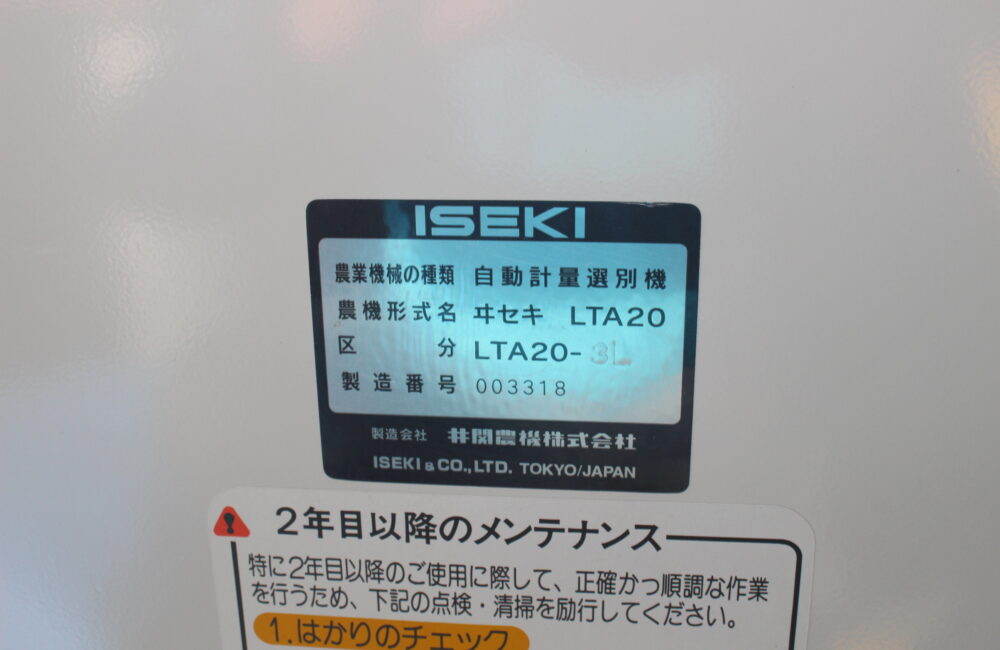 ISEKI
農業機械の種類 自動計量選別機
農機形式名 ヰセキ LTA20
区分 LTA20-3L
製造番号 003318
製造会社 井関農機株式会社
ISEKI & CO., LTD. TOKYO/JAPAN
2年目以降のメンテナンス
特に2年目以降のご使用に際して、正確かつ順調な作業
を行うため、下記の点検・清掃を励行してください。
1.はかりのチェック